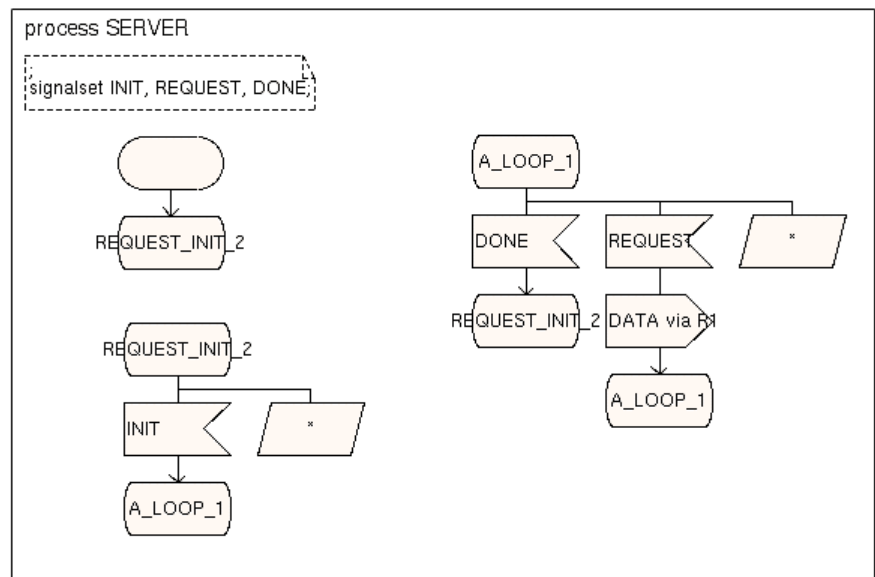 process SERVER
;
signalset INIT, REQUEST, DONE;
REQUEST_INIT_2
REQUEST_INIT_2
INIT
*
A_LOOP_1
A_LOOP_1
DONE
REQUEST
*
REQUEST_INIT_2
DATA via R1
A_LOOP_1